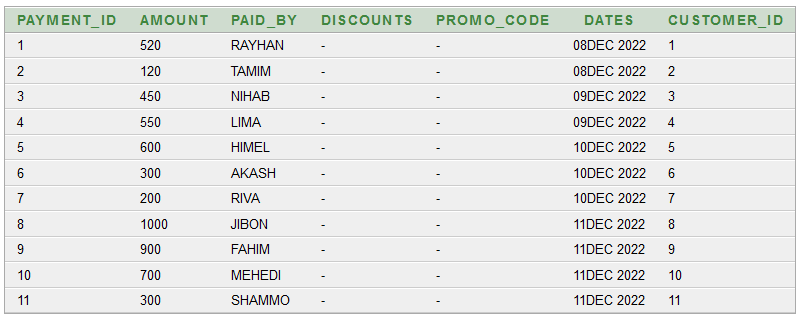 PAYMENT_ID AMOUNT PAID_BY DISCOUNTS PROMO_CODE DATES CUSTOMER_ID
1 520 RAYHAN - - 08DEC 2022 1
2 120 TAMIM - - 08DEC 2022 2
3 450 NIHAB - - 09DEC 2022 3
4 550 LIMA - - 09DEC 2022 4
5 600 HIMEL - - 10DEC 2022 5
6 300 AKASH - - 10DEC 2022 6
7 200 RIVA - - 10DEC 2022 7
8 1000 JIBON - - 11DEC 2022 8
9 900 FAHIM - - 11DEC 2022 9
10 700 MEHEDI - - 11DEC 2022 10
11 300 SHAMMO - - 11DEC 2022 11